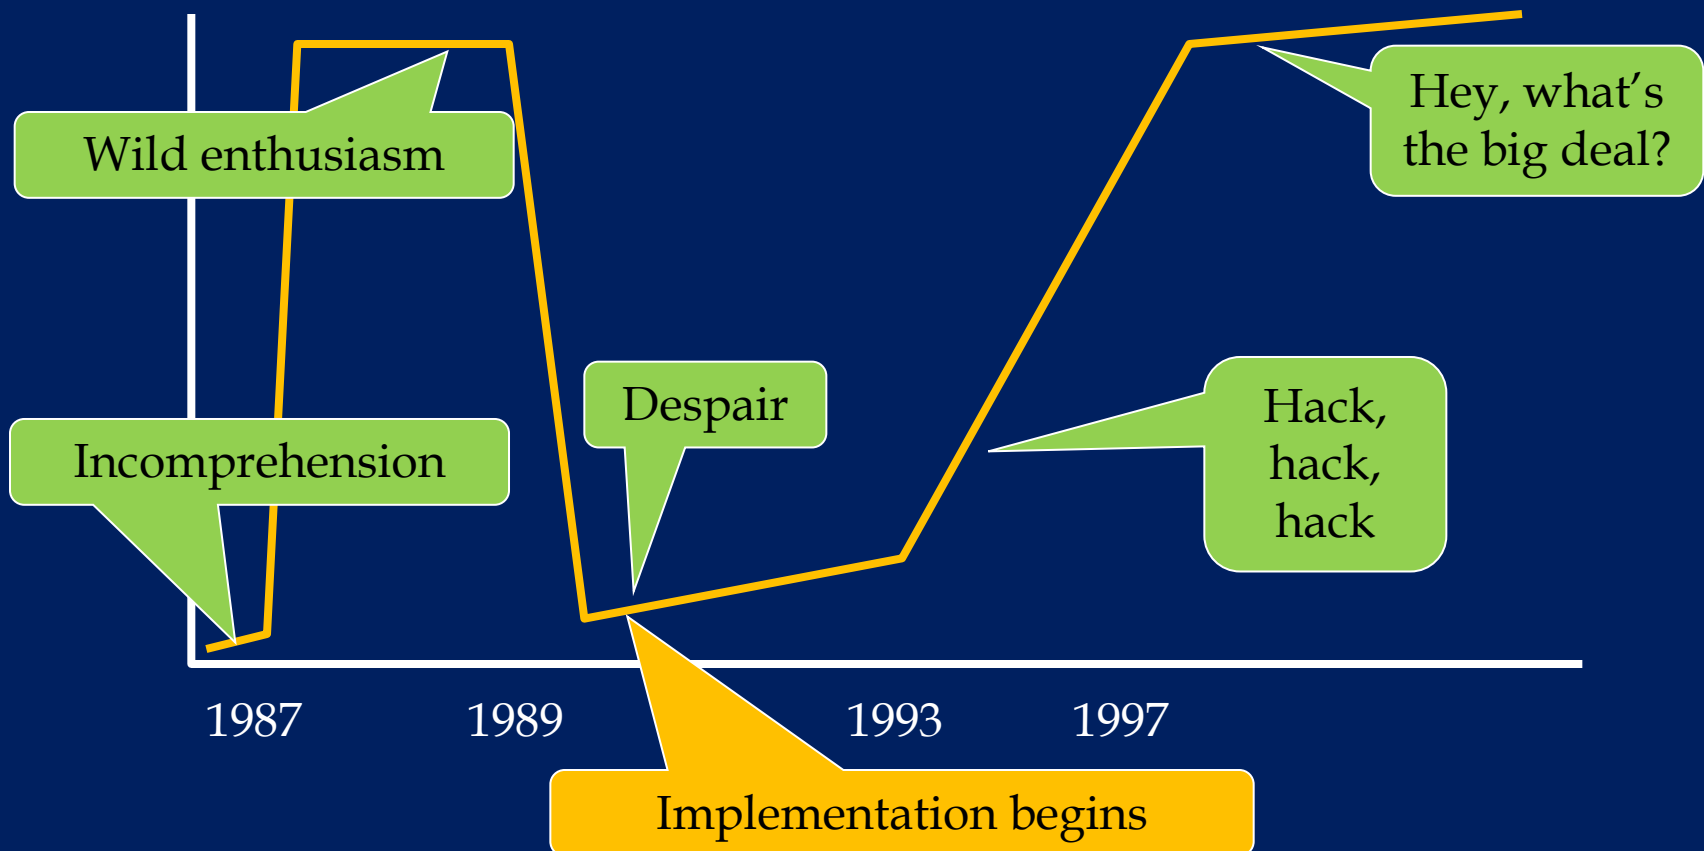 Wild enthusiasm
Hey, what’s
the big deal?
Despair
Incomprehension
Hack,
hack,
hack
1987 1989 1993 1997
Implementation begins